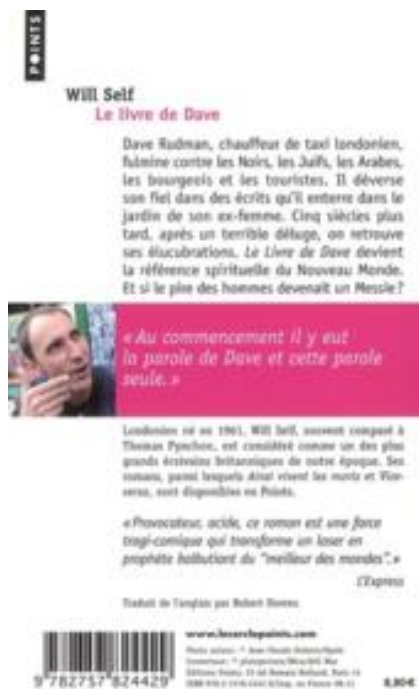 POINTS
Will Self
Le livre de Dave
Dave Rudman, chauffeur de taxi londonien,
fulmine contre les Noirs, les Juifs, les Arabes,
les bourgeois et les touristes. Il déverse
son fiel dans des écrits qu'il enterre dans le
jardin de son ex-femme. Cinq siècles plus
tard, après un terrible déluge, on retrouve
ses élucubrations. Le Livre de Dave devient
la référence spirituelle du Nouveau Monde.
Et si le pire des hommes devenait un Messie ?
« Au commencement il y eut
la parole de Dave et cette parole
seule. »
Londonien né en 1961, Will Self, souvent comparé à
Thomas Pynchon, est considéré comme un des plus
grands écrivains britanniques de notre époque. Ses
romans, parmi lesquels Ainsi vivent les morts et
sont disponibles en Points.
« Provocateur, acide, ce roman est une farce
tragi-comique qui transforme un loser en
prophète balbutiant du "meilleur des mondes". »
L'Express
Traduit de l'anglais par Robert
www.lecerclepoints.com
9 782757 824429
8,80€